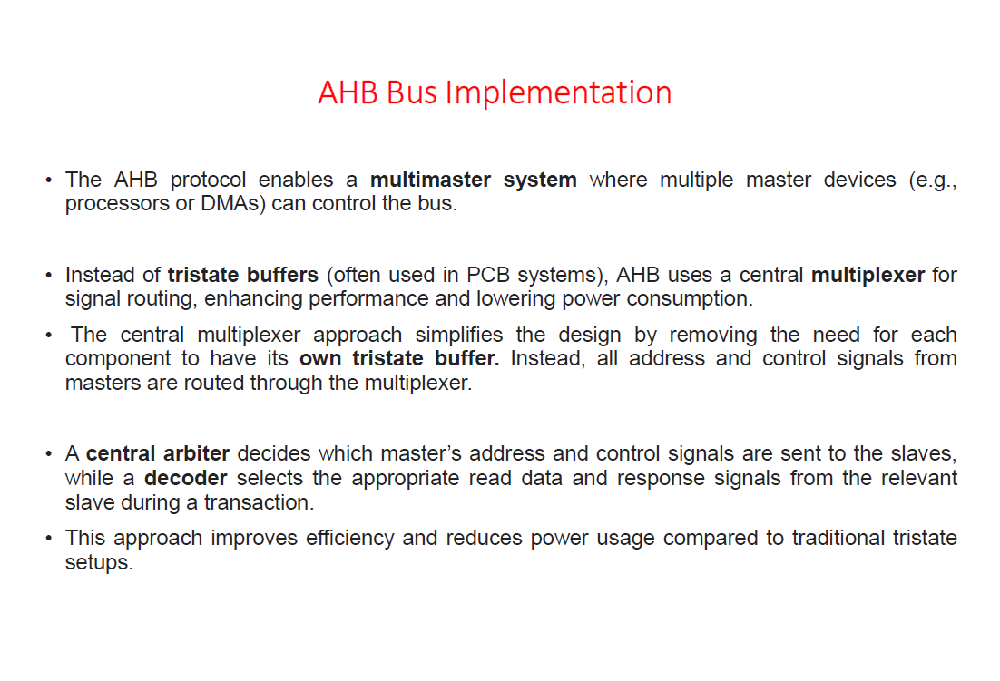 AHB Bus Implementation
• The AHB protocol enables a multimaster system where multiple master devices (e.g.,
processors or DMAs) can control the bus.
• Instead of tristate buffers (often used in PCB systems), AHB uses a central multiplexer for
signal routing, enhancing performance and lowering power consumption.
• The central multiplexer approach simplifies the design by removing the need for each
component to have its own tristate buffer. Instead, all address and control signals from
masters are routed through the multiplexer.
• A central arbiter decides which master’s address and control signals are sent to the slaves,
while a decoder selects the appropriate read data and response signals from the relevant
slave during a transaction.
• This approach improves efficiency and reduces power usage compared to traditional tristate
setups.